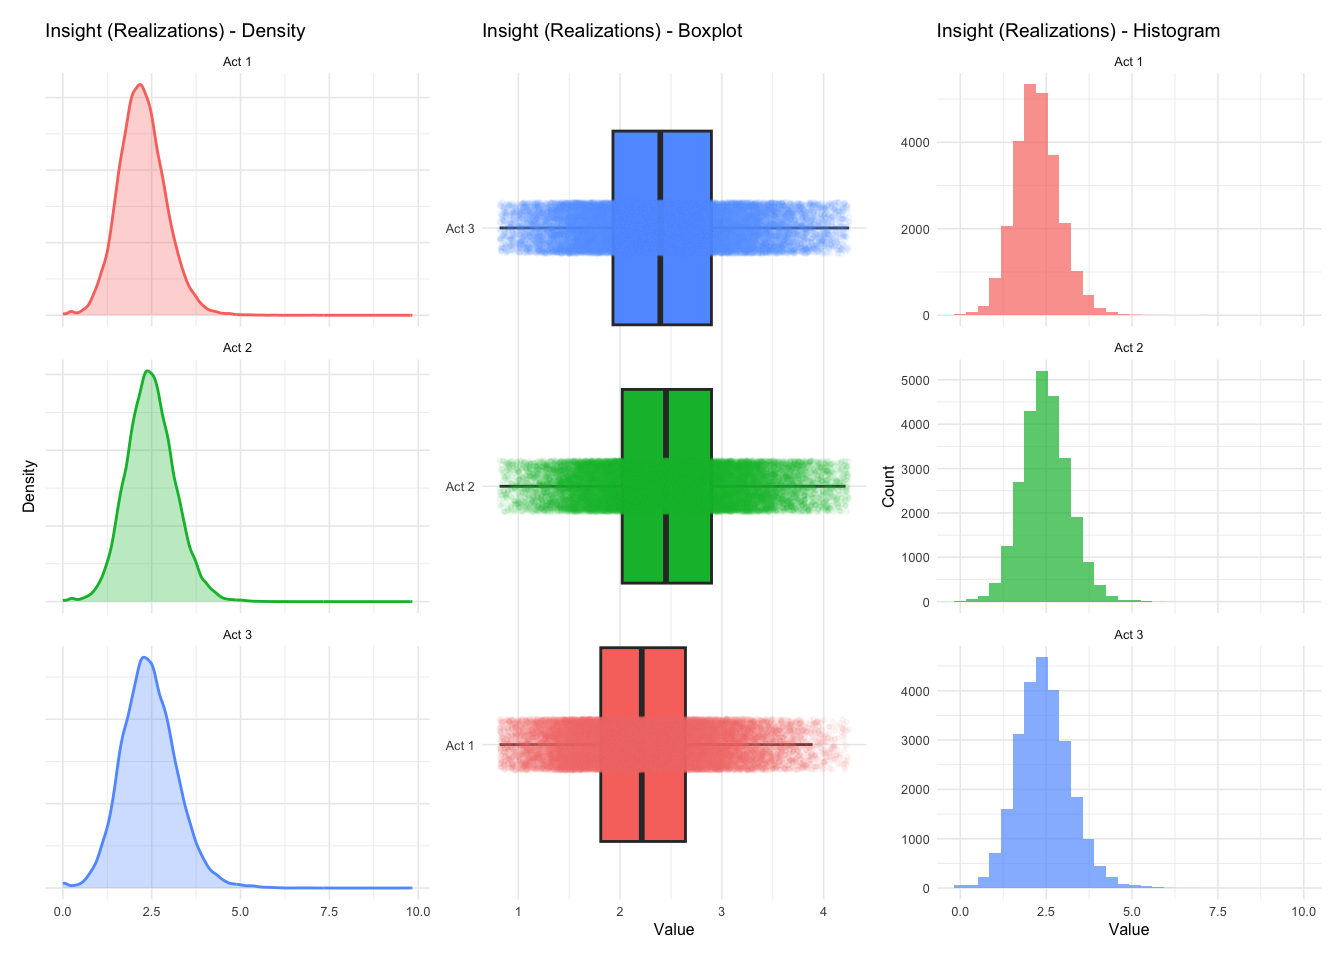 Insight (Realizations) - Density
Act 1
Act 2
Act 3
Density
0.0 2.5 5.0 7.5 10.0
Insight (Realizations) - Boxplot
Act 3
Act 2
Act 1
1 2 3 4
Value
Insight (Realizations) - Histogram
Act 1
4000
2000
0
Act 2
5000
4000
3000
2000
1000
0
Act 3
4000
3000
2000
1000
0
Count
0.0 2.5 5.0 7.5 10.0
Value